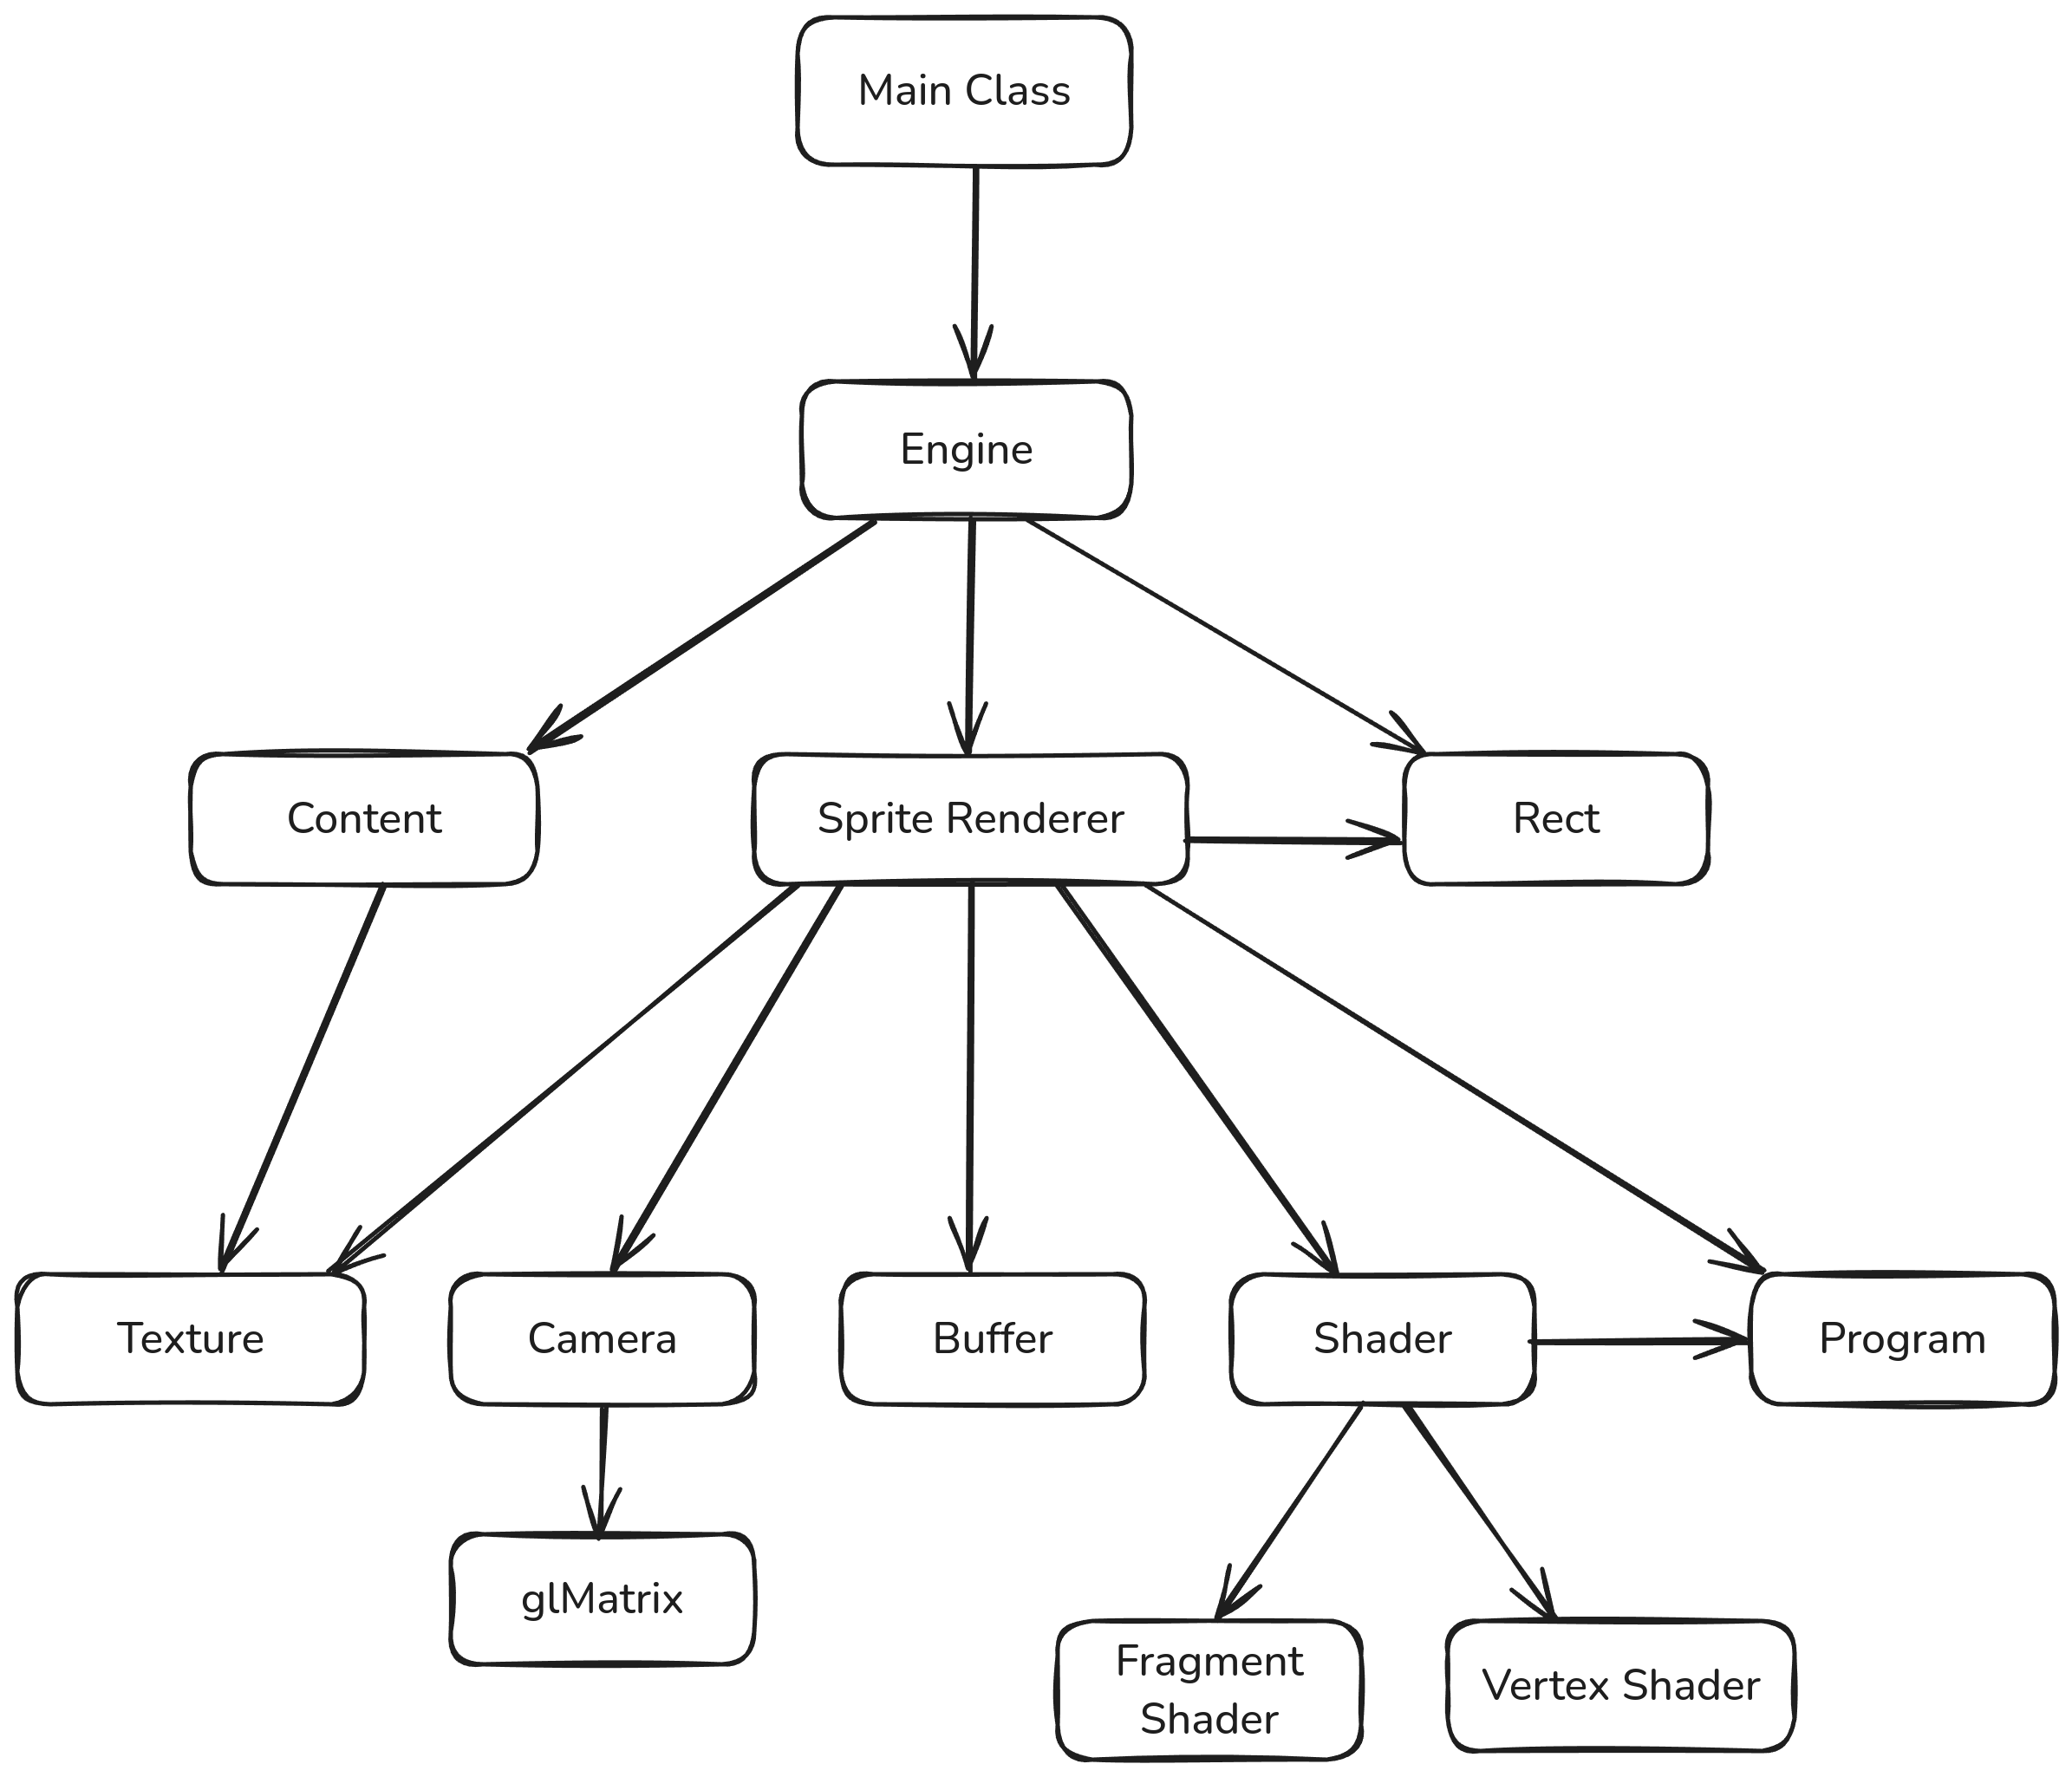 Main Class
Engine
Content
Sprite Renderer
Rect
Texture
Camera
Buffer
Shader
Program
glMatrix
Fragment
Shader
Vertex Shader